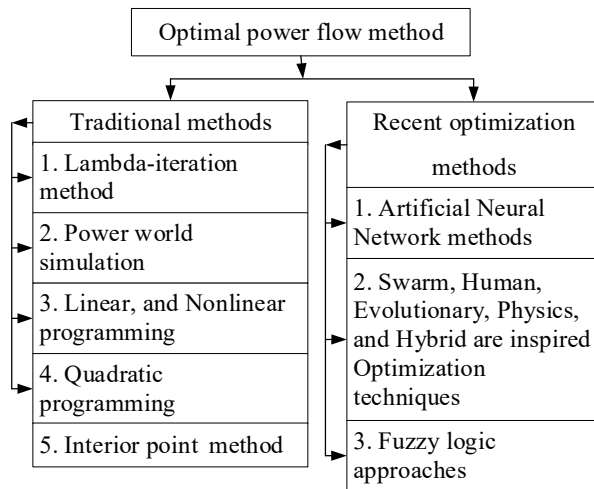 Optimal power flow method
Traditional methods
1. Lambda-iteration
method
2. Power world
simulation
3. Linear, and Nonlinear
programming
4. Quadratic
programming
5. Interior point method
Recent optimization
methods
1. Artificial Neural
Network methods
2. Swarm, Human,
Evolutionary, Physics,
and Hybrid are inspired
Optimization
techniques
3. Fuzzy logic
approaches